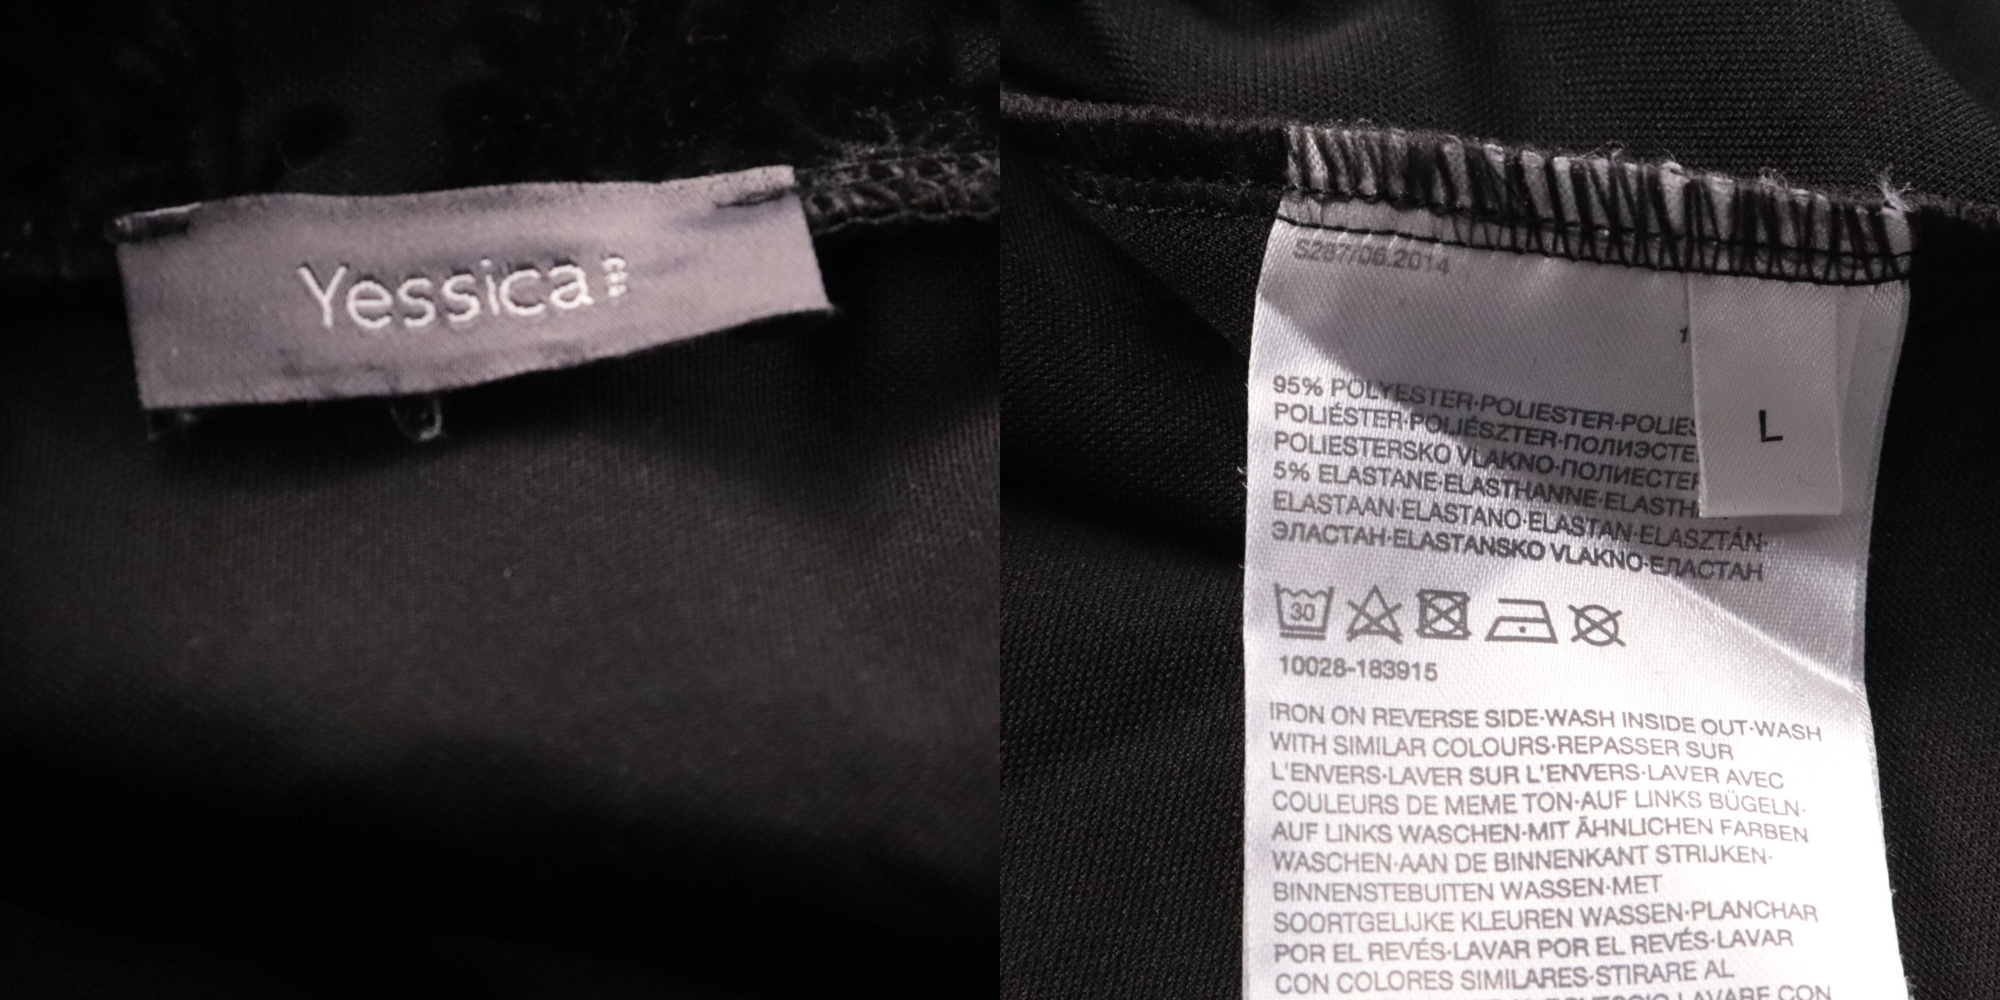 Yessica
S287/06.2014
95% POLYESTER·POLIESTER·POLIES
POLIÉSTER·POLIÉSZTER·ПОЛИЭСТЕ
POLIESTERSKO VLAKNO·ПОЛИЕСТЕР
5% ELASTANE·ELASTHANNE·ELASTH
ELASTAAN·ELASTANO·ELASTAN·ELASZTÁN·
ЭЛАСТАН·ELASTANSKO VLAKNO·ЕЛАСТАН
L
30
10028-183915
IRON ON REVERSE SIDE·WASH INSIDE OUT·WASH
WITH SIMILAR COLOURS·REPASSER SUR
L'ENVERS·LAVER SUR L'ENVERS·LAVER AVEC
COULEURS DE MEME TON·AUF LINKS BÜGELN·
AUF LINKS WASCHEN·MIT ÄHNLICHEN FARBEN
WASCHEN·AAN DE BINNENKANT STRIJKEN·
BINNENSTEBUITEN WASSEN·MET
SOORTGELIJKE KLEUREN WASSEN·PLANCHAR
POR EL REVÉS·LAVAR POR EL REVÉS·LAVAR
CON COLORES SIMILARES·STIRARE AL
LAVARE CON